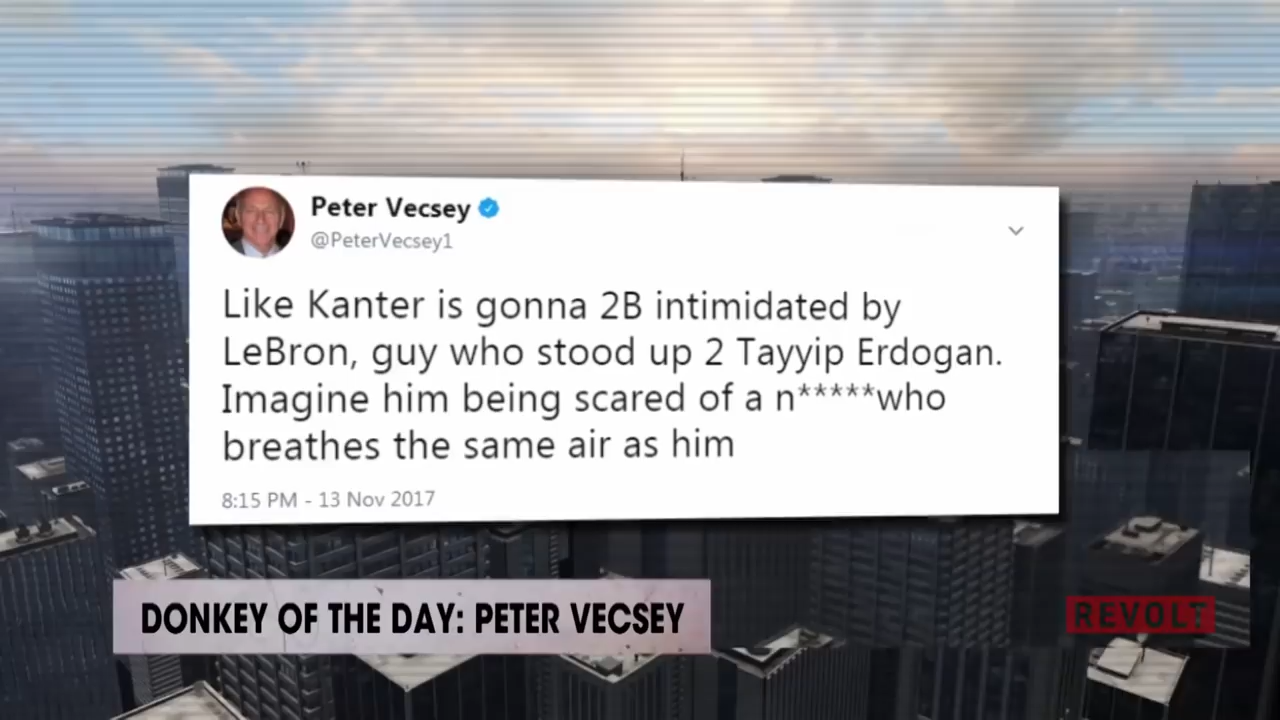 Peter Vecsey
@PeterVecsey1
Like Kanter is gonna 2B intimidated by
LeBron, guy who stood up 2 Tayyip Erdogan.
Imagine him being scared of a n*****who
breathes the same air as him
8:15 PM - 13 Nov 2017
DONKEY OF THE DAY: PETER VECSEY
REVOLT